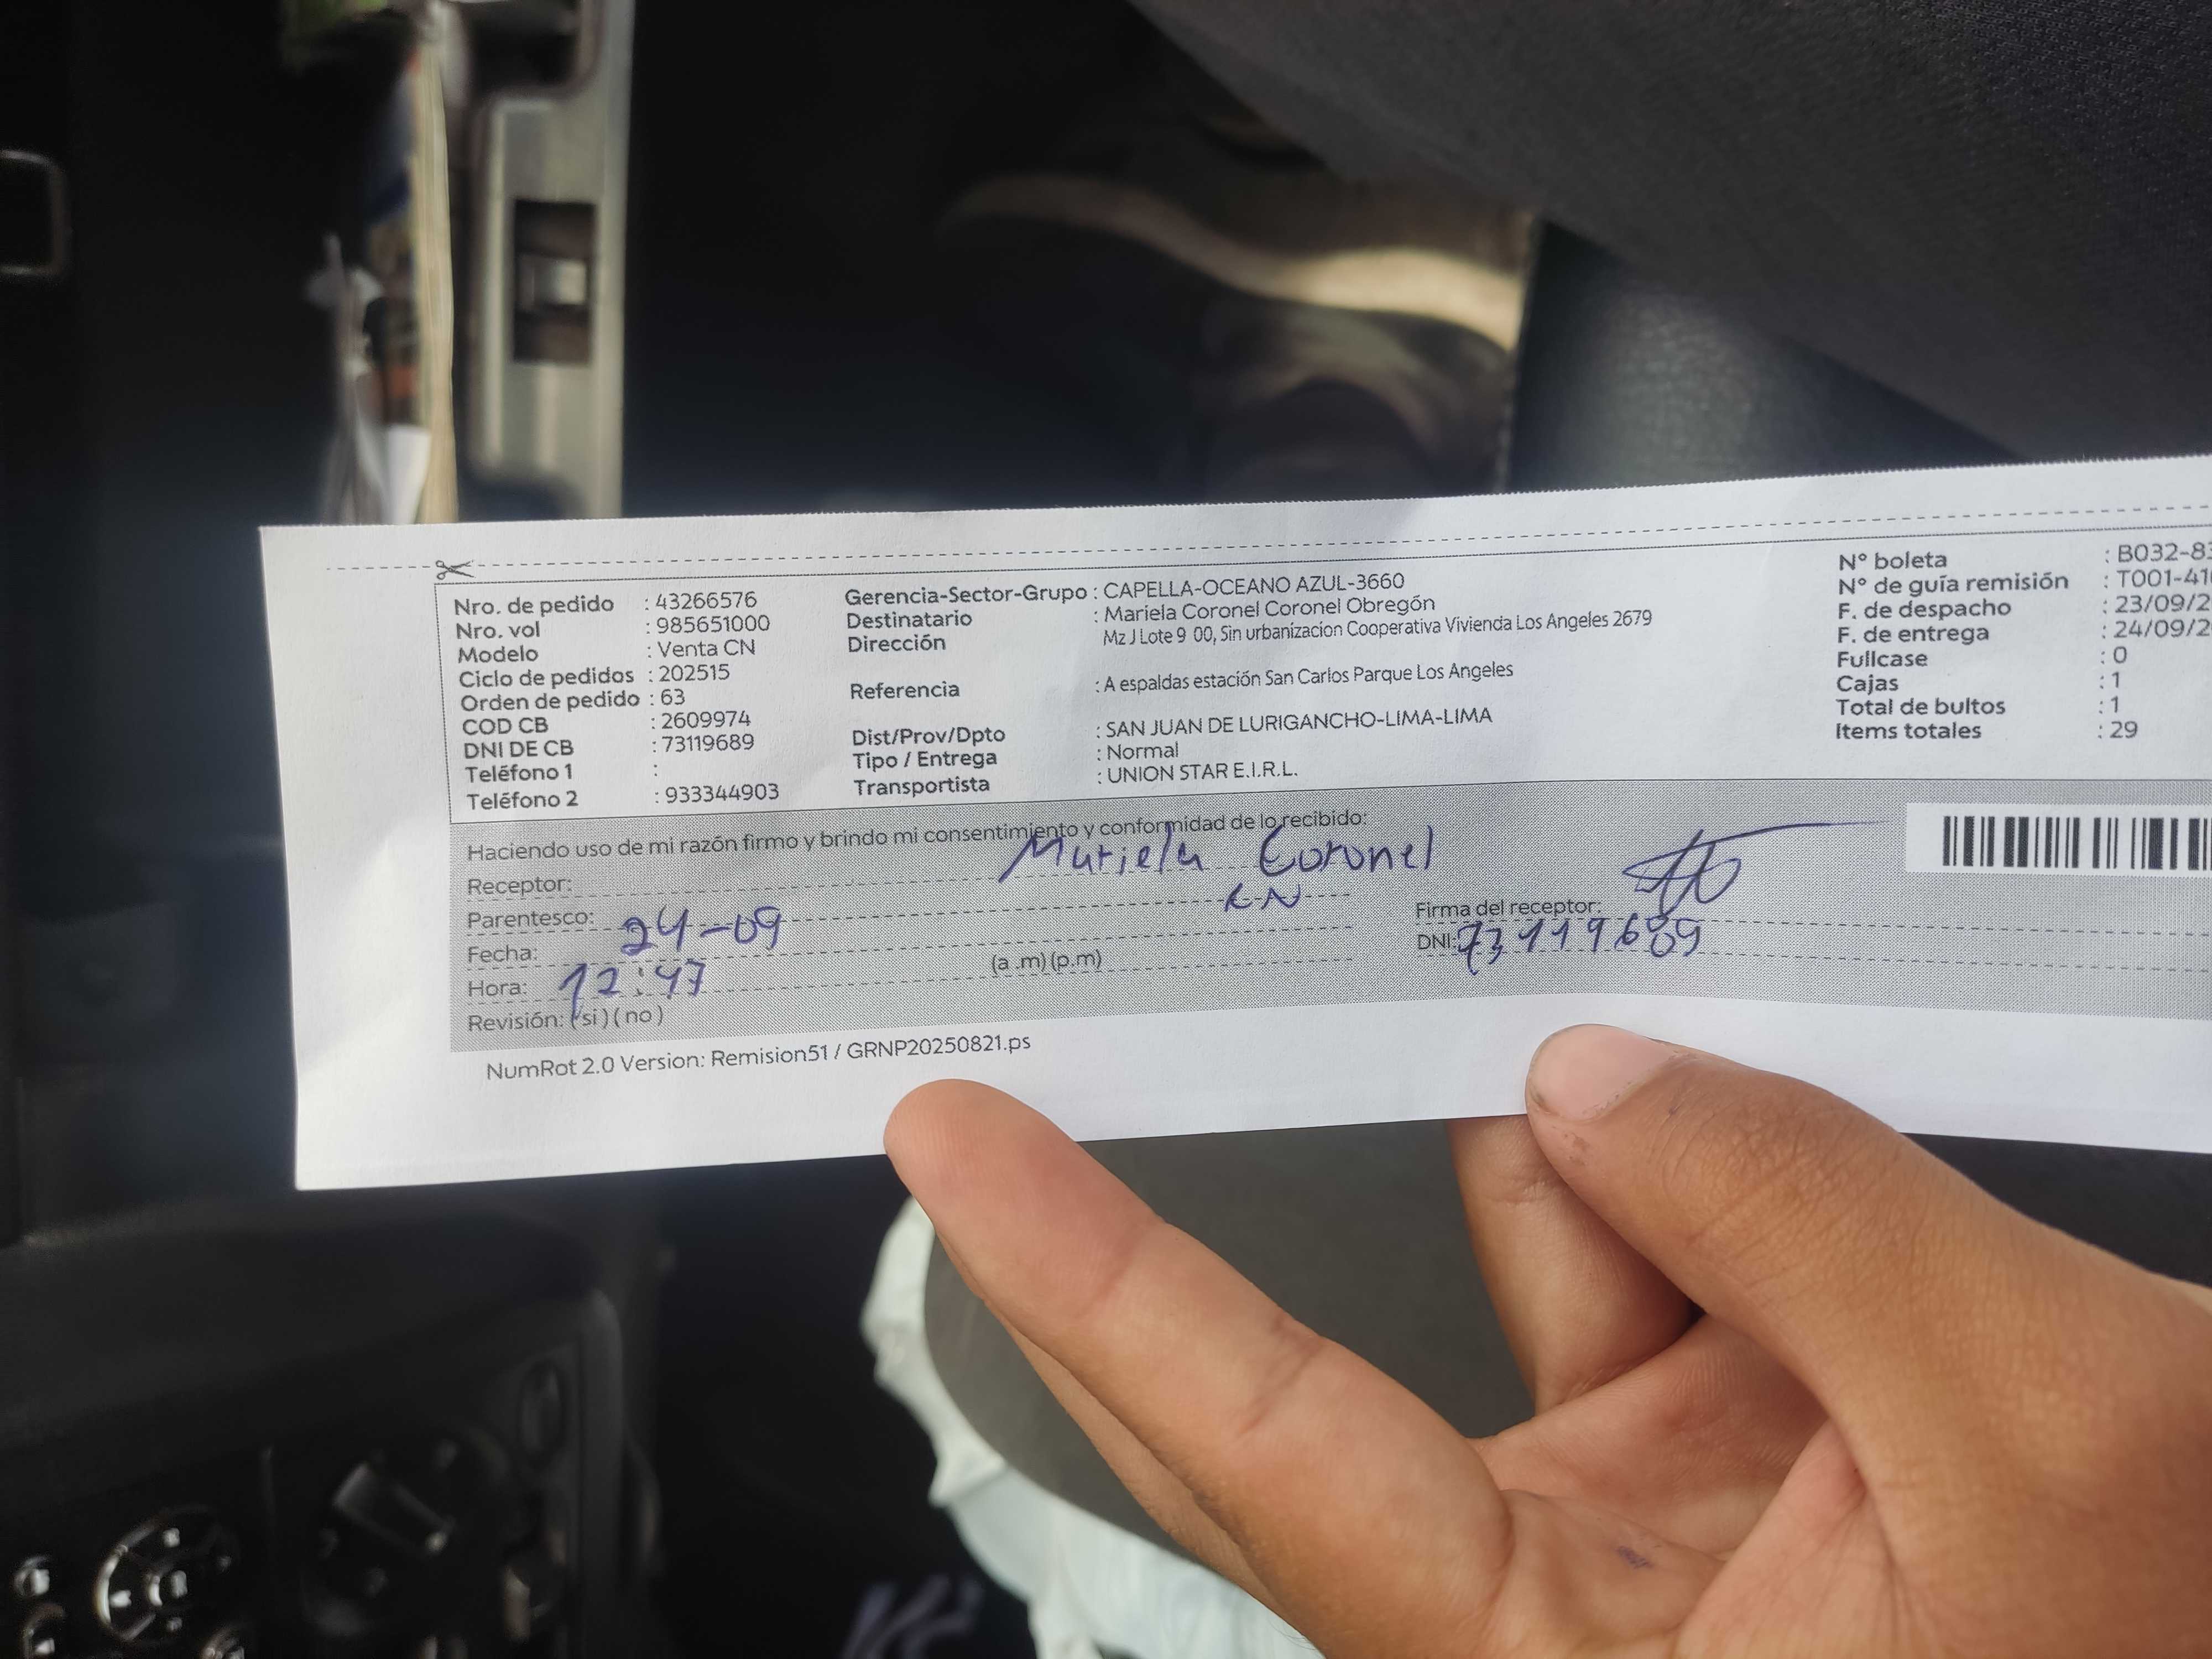 Nro. de pedido : 43266576
Nro. vol : 985651000
Modelo : Venta CN
Ciclo de pedidos : 202515
Orden de pedido : 63
COD CB : 2609974
DNI DE CB : 73119689
Teléfono 1 :
Teléfono 2 : 933344903
Gerencia-Sector-Grupo : CAPELLA-OCEANO AZUL-3660
Destinatario : Mariela Coronel Coronel Obregón
Dirección Mz J Lote 9 00, Sin urbanizacion Cooperativa Vivienda Los Angeles 2679
Referencia : A espaldas estación San Carlos Parque Los Angeles
Dist/Prov/Dpto : SAN JUAN DE LURIGANCHO-LIMA-LIMA
Tipo / Entrega : Normal
Transportista : UNION STAR E.I.R.L.
N° boleta : B032-83
N° de guía remisión : T001-41
F. de despacho : 23/09/2
F. de entrega : 24/09/2
Fullcase : 0
Cajas : 1
Total de bultos : 1
Items totales : 29
Haciendo uso de mi razón firmo y brindo mi consentimiento y conformidad de lo recibido:
Receptor: Mariela Coronel
Parentesco:
Fecha: 24-09
Hora: 12:47 (a .m) (p.m)
Revisión: (si) (no)
Firma del receptor:
DNI: 73119689
NumRot 2.0 Version: Remision51 / GRNP20250821.ps